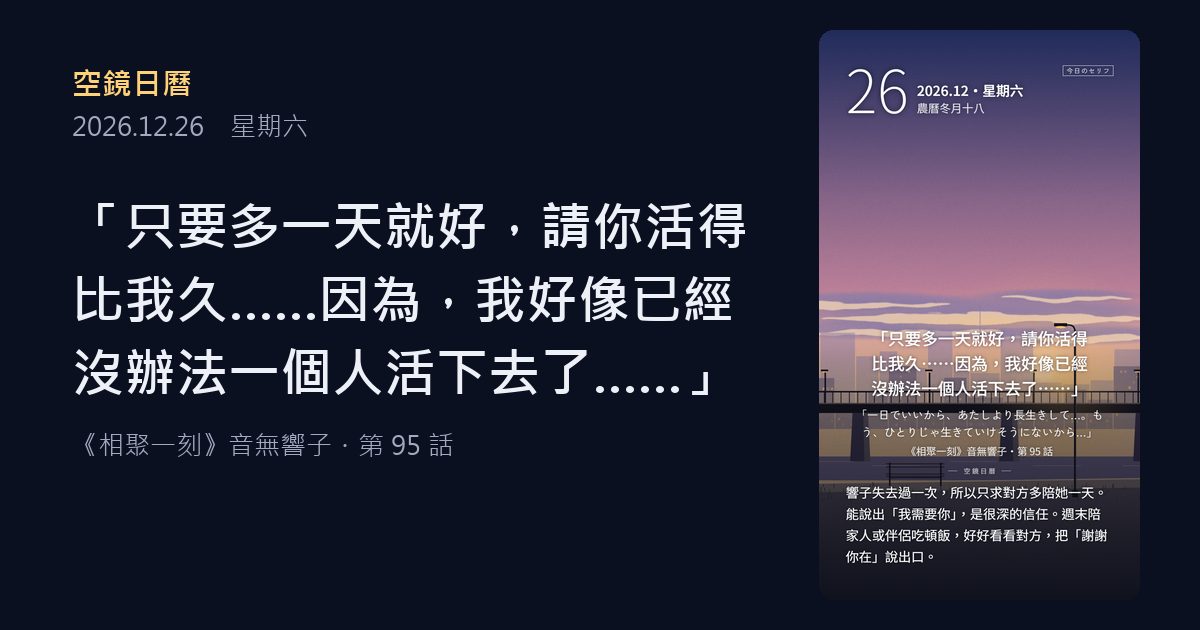 空鏡日曆
2026.12.26　星期六
「只要多一天就好，請你活得
比我久......因為，我好像已經
沒辦法一個人活下去了......」
《相聚一刻》音無響子・第 95 話
26
2026.12・星期六
農曆冬月十八
今日のセリフ
「只要多一天就好，請你活得
比我久……因為，我好像已經
沒辦法一個人活下去了……」
「一日でいいから、あたしより長生きして…。も
う、ひとりじゃ生きていけそうにないから…」
《相聚一刻》音無響子・第 95 話
— 空鏡日曆 —
響子失去過一次，所以只求對方多陪她一天。
能說出「我需要你」，是很深的信任。週末陪
家人或伴侶吃頓飯，好好看看對方，把「謝謝
你在」說出口。